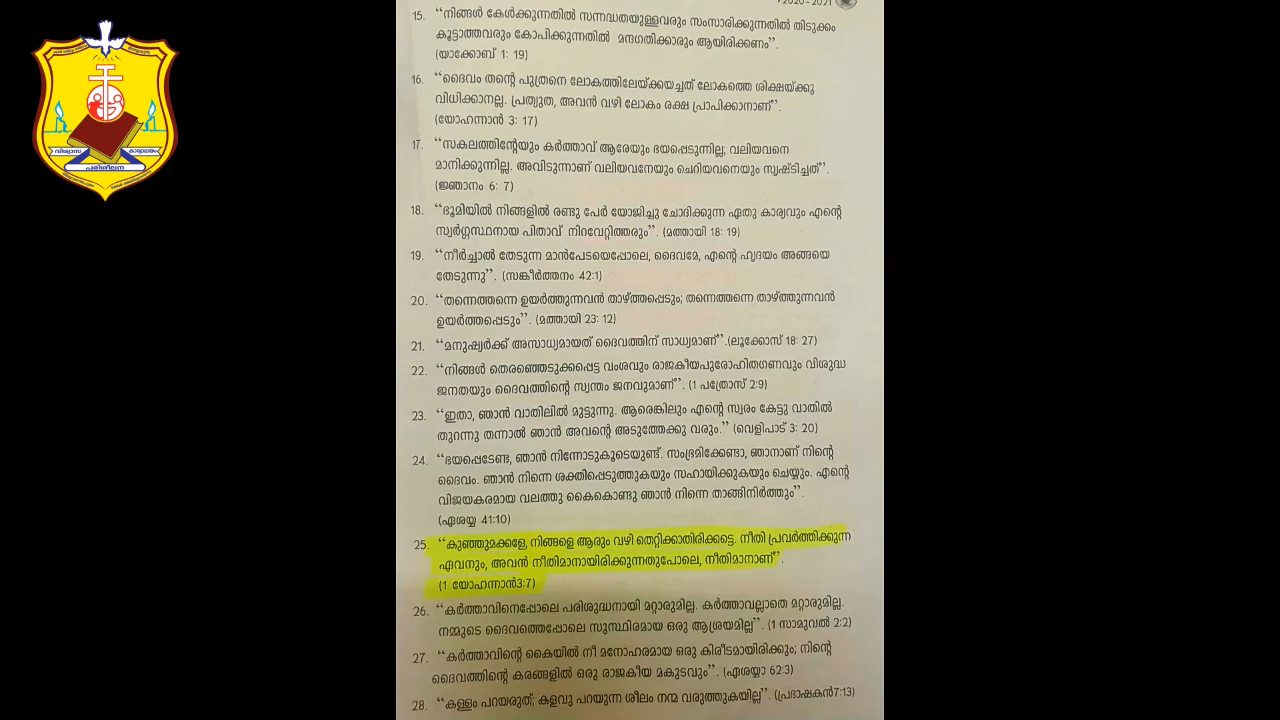 2020-2021
15. “നിങ്ങൾ കേൾക്കുന്നതിൽ സന്നദ്ധതയുള്ളവരും സംസാരിക്കുന്നതിൽ തിടുക്കം
കൂട്ടാത്തവരും കോപിക്കുന്നതിൽ മന്ദഗതിക്കാരും ആയിരിക്കണം”.
(യാക്കോബ് 1: 19)
16. “ദൈവം തന്റെ പുത്രനെ ലോകത്തിലേയ്ക്കയച്ചത് ലോകത്തെ ശിക്ഷയ്ക്കു
വിധിക്കാനല്ല. പ്രത്യുത, അവൻ വഴി ലോകം രക്ഷ പ്രാപിക്കാനാണ്”.
(യോഹന്നാൻ 3: 17)
17. “സകലത്തിന്റേയും കർത്താവ് ആരേയും ഭയപ്പെടുന്നില്ല; വലിയവനെ
മാനിക്കുന്നില്ല. അവിടുന്നാണ് വലിയവനേയും ചെറിയവനെയും സൃഷ്ടിച്ചത്”.
(ജ്ഞാനം 6: 7)
18. “ഭൂമിയിൽ നിങ്ങളിൽ രണ്ടു പേർ യോജിച്ചു ചോദിക്കുന്ന ഏതു കാര്യവും എന്റെ
സ്വർഗ്ഗസ്ഥനായ പിതാവ് നിറവേറ്റിത്തരും”. (മത്തായി 18: 19)
19. “നീർച്ചാൽ തേടുന്ന മാൻപേടയെപ്പോലെ, ദൈവമേ, എന്റെ ഹൃദയം അങ്ങയെ
തേടുന്നു”. (സങ്കീർത്തനം 42:1)
20. “തന്നെത്തന്നെ ഉയർത്തുന്നവൻ താഴ്ത്തപ്പെടും; തന്നെത്തന്നെ താഴ്ത്തുന്നവൻ
ഉയർത്തപ്പെടും”. (മത്തായി 23: 12)
21. “മനുഷ്യർക്ക് അസാധ്യമായത് ദൈവത്തിന് സാധ്യമാണ്”.(ലൂക്കോസ് 18: 27)
22. “നിങ്ങൾ തെരഞ്ഞെടുക്കപ്പെട്ട വംശവും രാജകീയപുരോഹിതഗണവും വിശുദ്ധ
ജനതയും ദൈവത്തിന്റെ സ്വന്തം ജനവുമാണ്”. (1 പത്രോസ് 2:9)
23. “ഇതാ, ഞാൻ വാതിലിൽ മുട്ടുന്നു. ആരെങ്കിലും എന്റെ സ്വരം കേട്ടു വാതിൽ
തുറന്നു തന്നാൽ ഞാൻ അവന്റെ അടുത്തേക്കു വരും.” (വെളിപാട് 3: 20)
24. “ഭയപ്പെടേണ്ട, ഞാൻ നിന്നോടുകൂടെയുണ്ട്. സംഭ്രമിക്കേണ്ടാ, ഞാനാണ് നിന്റെ
ദൈവം. ഞാൻ നിന്നെ ശക്തിപ്പെടുത്തുകയും സഹായിക്കുകയും ചെയ്യും. എന്റെ
വിജയകരമായ വലത്തു കൈകൊണ്ടു ഞാൻ നിന്നെ താങ്ങിനിർത്തും”.
(ഏശയ്യ 41:10)
25. “കുഞ്ഞുമക്കളേ, നിങ്ങളെ ആരും വഴി തെറ്റിക്കാതിരിക്കട്ടെ. നീതി പ്രവർത്തിക്കുന്ന
ഏവനും, അവൻ നീതിമാനായിരിക്കുന്നതുപോലെ, നീതിമാനാണ്”.
(1 യോഹന്നാൻ3:7)
26. “കർത്താവിനെപ്പോലെ പരിശുദ്ധനായി മറ്റാരുമില്ല. കർത്താവല്ലാതെ മറ്റാരുമില്ല.
നമ്മുടെ ദൈവത്തെപ്പോലെ സുസ്ഥിരമായ ഒരു ആശ്രയമില്ല”. (1 സാമുവൽ 2:2)
27. “കർത്താവിന്റെ കൈയിൽ നീ മനോഹരമായ ഒരു കിരീടമായിരിക്കും; നിന്റെ
ദൈവത്തിന്റെ കരങ്ങളിൽ ഒരു രാജകീയ മകുടവും”. (ഏശയ്യാ 62:3)
28. “കള്ളം പറയരുത്; കളവു പറയുന്ന ശീലം നന്മ വരുത്തുകയില്ല”. (പ്രഭാഷകൻ7:13)
വിശ്വാസ
കാര്യാലയം
പരിശീലന